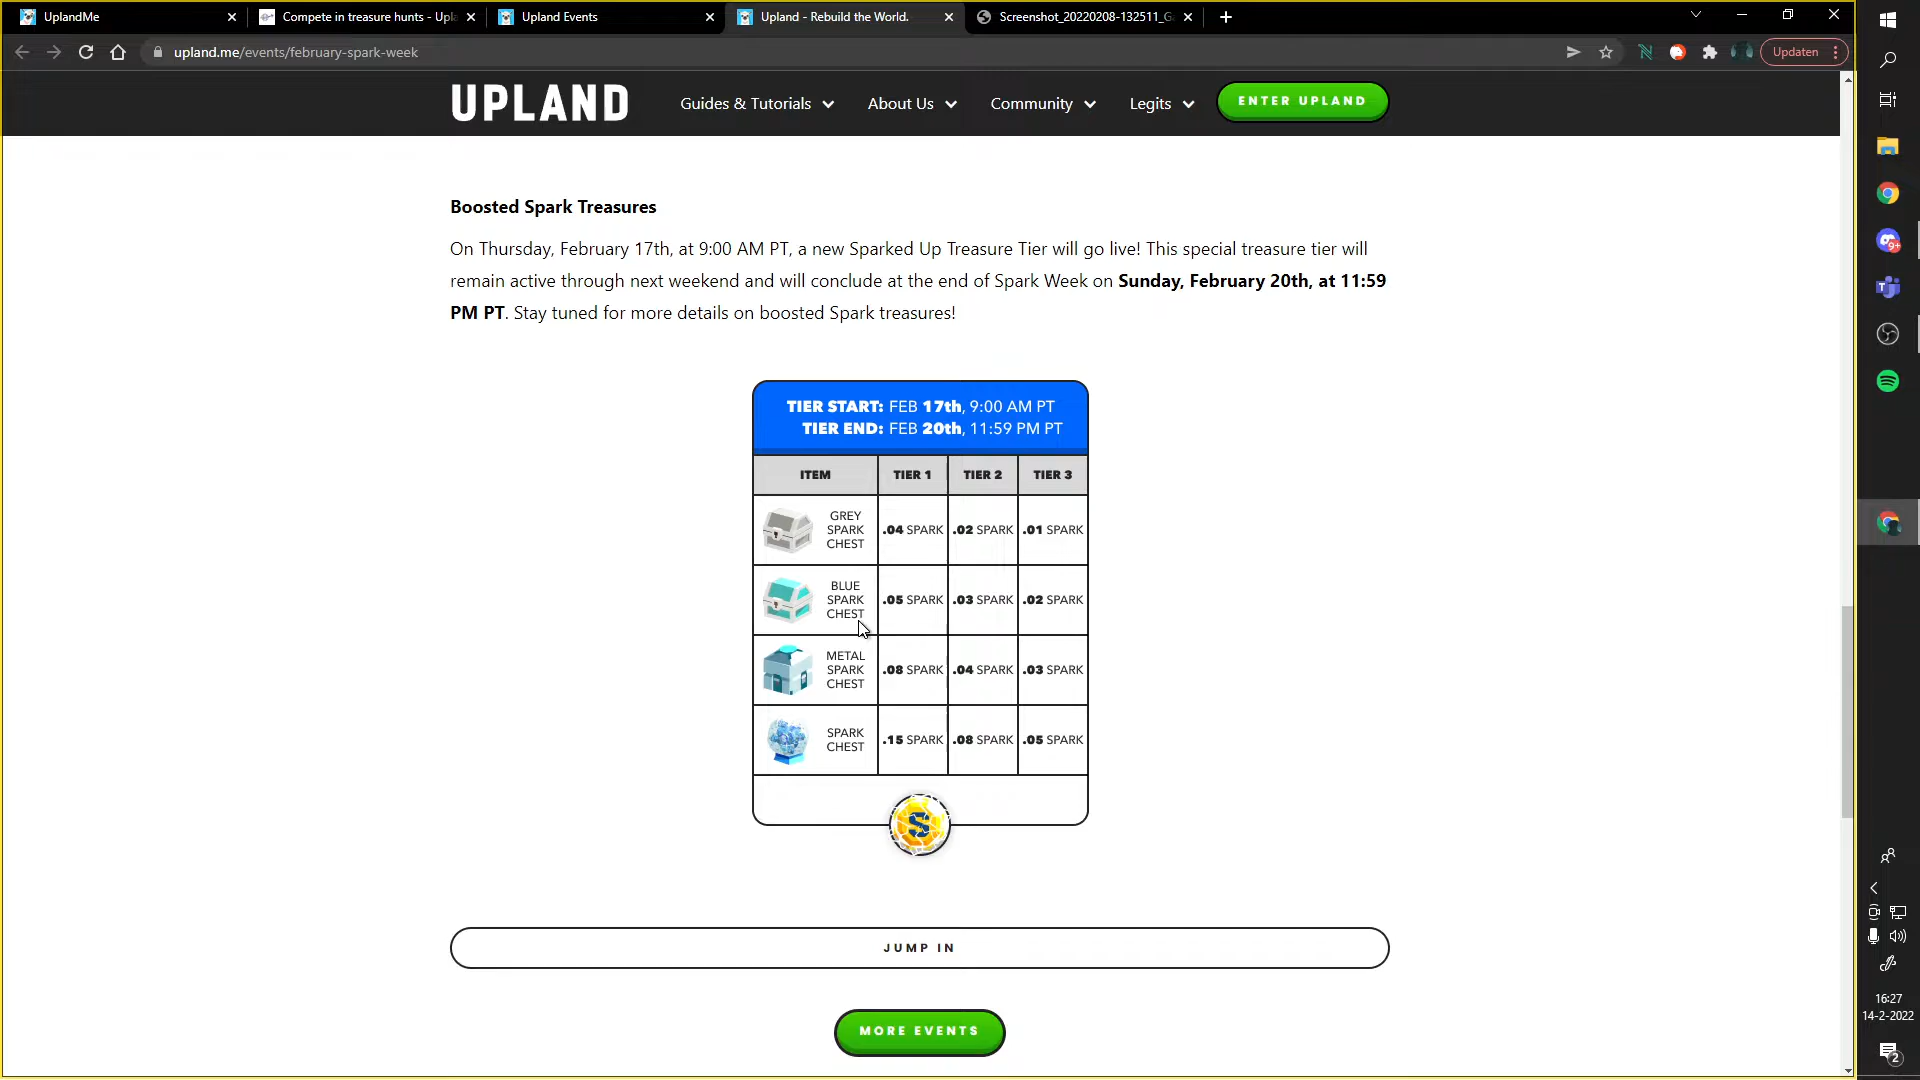 UplandMe
Compete in treasure hunts - Upla
Upland Events
Upland - Rebuild the World.
Screenshot_20220208-132511_G
upland.me/events/february-spark-week
Updaten
UPLAND
Guides & Tutorials
About Us
Community
Legits
ENTER UPLAND
Boosted Spark Treasures
On Thursday, February 17th, at 9:00 AM PT, a new Sparked Up Treasure Tier will go live! This special treasure tier will
remain active through next weekend and will conclude at the end of Spark Week on Sunday, February 20th, at 11:59
PM PT. Stay tuned for more details on boosted Spark treasures!
TIER START: FEB 17th, 9:00 AM PT
TIER END: FEB 20th, 11:59 PM PT
ITEM TIER 1 TIER 2 TIER 3
GREY
SPARK
CHEST
.04 SPARK .02 SPARK .01 SPARK
BLUE
SPARK
CHEST
.05 SPARK .03 SPARK .02 SPARK
METAL
SPARK
CHEST
.08 SPARK .04 SPARK .03 SPARK
SPARK
CHEST
.15 SPARK .08 SPARK .05 SPARK
S
JUMP IN
MORE EVENTS
9+
T
16:27
14-2-2022
2